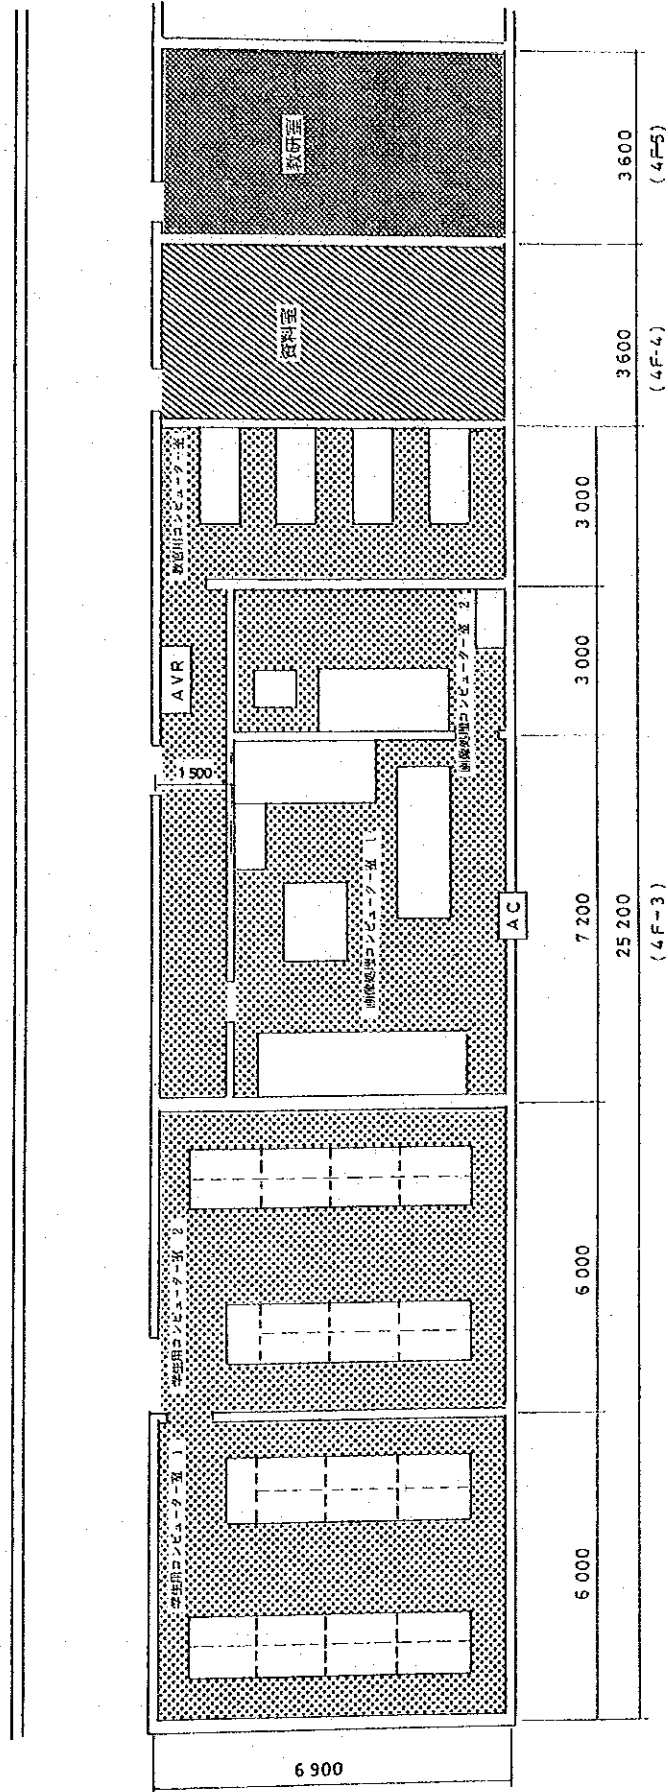 学生用コンピューター室 1
学生用コンピューター室 2
画像処理コンピューター室 1
画像処理コンピューター室 2
教官用コンピューター室
資料室
教研室
AVR
1 500
AC
6 000
6 000
7 200
3 000
3 000
25 200
3 600
3 600
(4F-3)
(4F-4)
(4F-5)
6 900